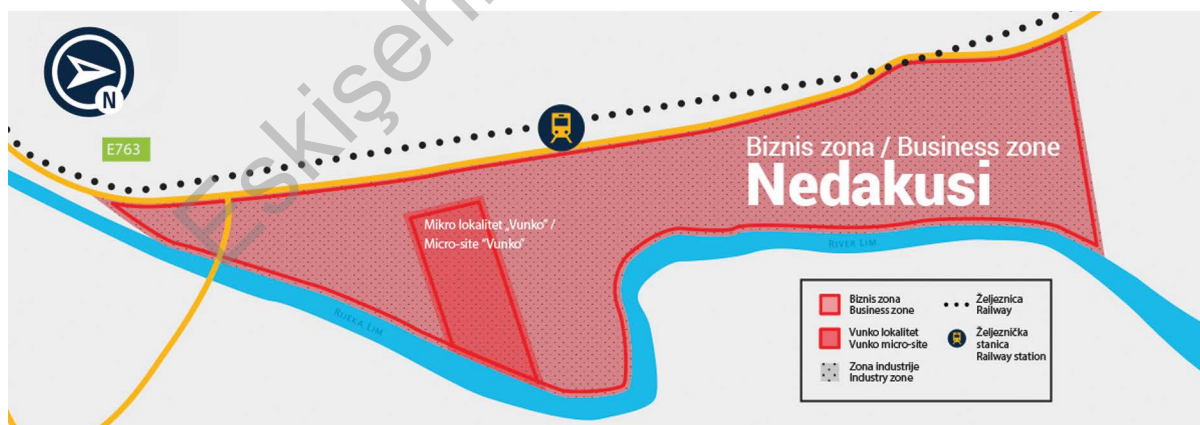 N
E763
Eskişeh
Biznis zona / Business zone
Nedakusi
Mikro lokalitet „Vunko” /
Micro-site “Vunko”
RIVER LIM
RIJEKA LIM
Biznis zona
Business zone
Vunko lokalitet
Vunko micro-site
Zona industrije
Industry zone
Željeznica
Railway
Željeznička
stanica
Railway station